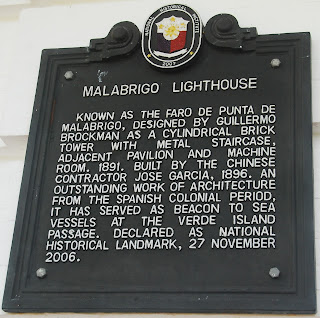 NATIONAL HISTORICAL INSTITUTE
MALABRIGO LIGHTHOUSE
KNOWN AS THE FARO DE PUNTA DE
MALABRIGO, DESIGNED BY GUILLERMO
BROCKMAN AS A CYLINDRICAL BRICK
TOWER WITH METAL STAIRCASE,
ADJACENT PAVILION AND MACHINE
ROOM. 1891. BUILT BY THE CHINESE
CONTRACTOR JOSE GARCIA, 1896. AN
OUTSTANDING WORK OF ARCHITECTURE
FROM THE SPANISH COLONIAL PERIOD,
IT HAS SERVED AS BEACON TO SEA
VESSELS AT THE VERDE ISLAND
PASSAGE. DECLARED AS NATIONAL
HISTORICAL LANDMARK, 27 NOVEMBER
2006.